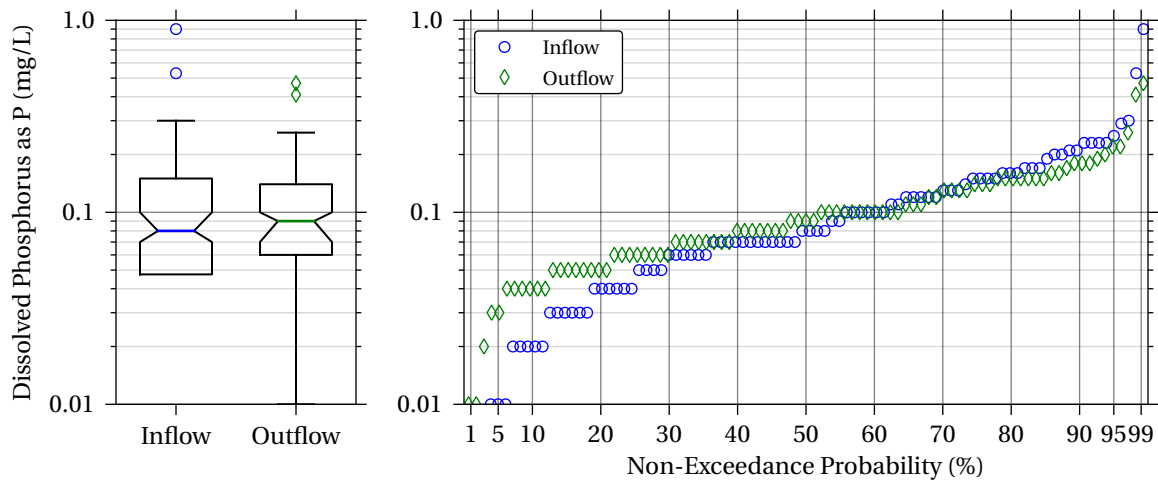 Dissolved Phosphorus as P (mg/L)
1.0
0.1
0.01
Inflow Outflow
1.0
0.1
0.01
Inflow
Outflow
1 5 10 20 30 40 50 60 70 80 90 95 99
Non-Exceedance Probability (%)